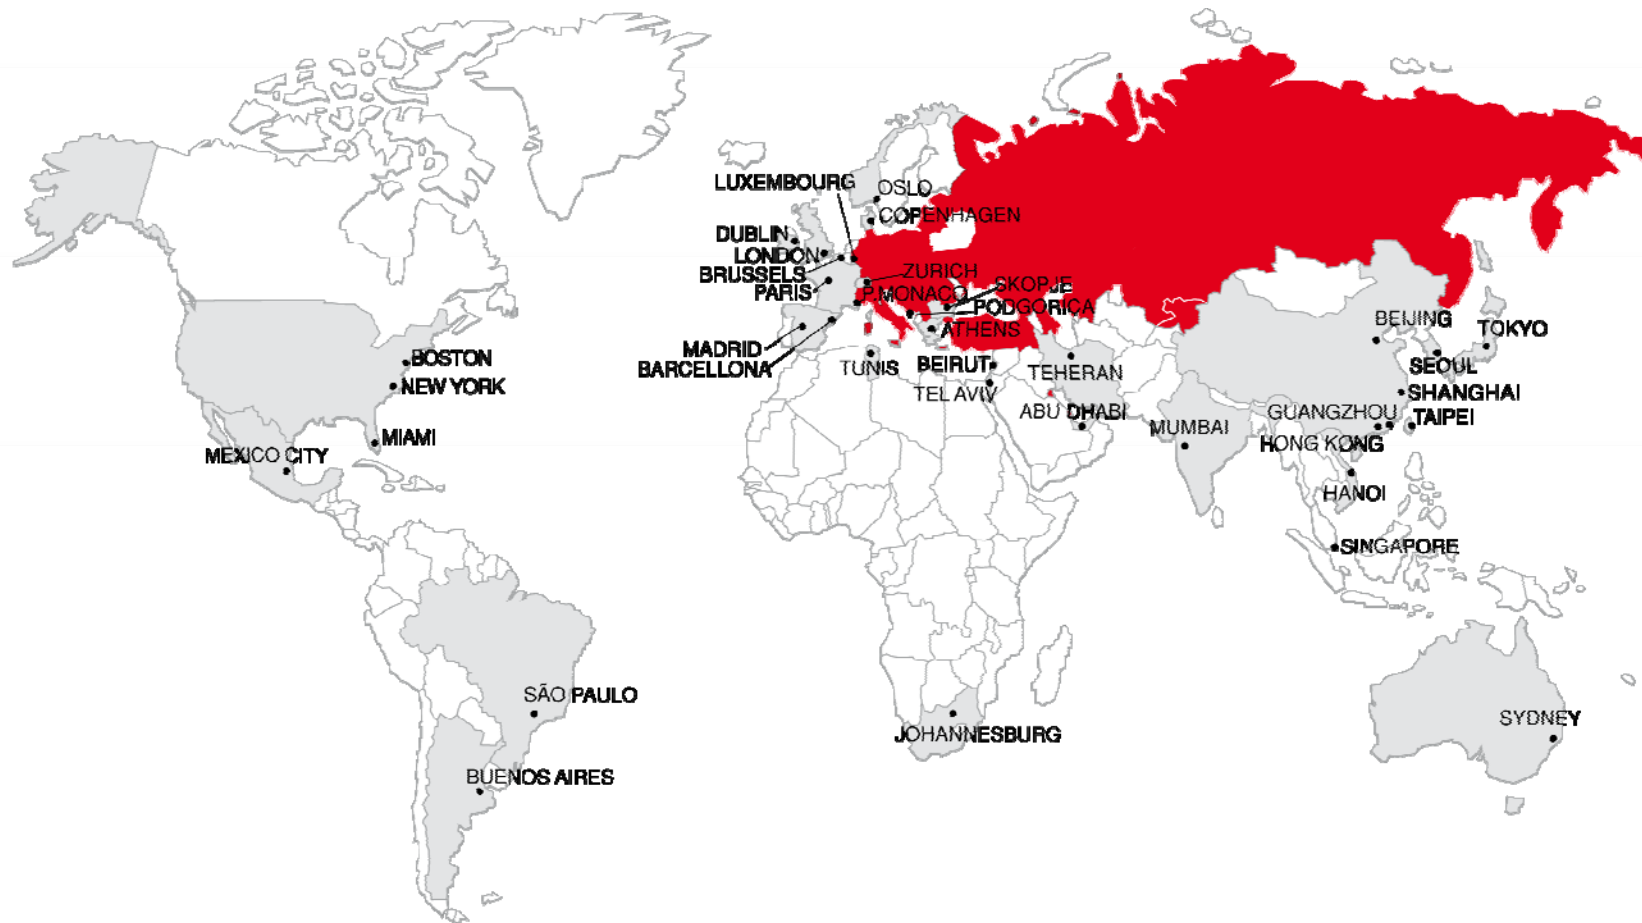 LUXEMBOURG
OSLO
COPENHAGEN
DUBLIN
LONDON
BRUSSELS
PARIS
ZURICH
P.MONACO
SKOPJE
PODGORICA
ATHENS
MADRID
BARCELLONA
TUNIS
BEIRUT
TEL AVIV
TEHERAN
ABU DHABI
MUMBAI
BEIJING
TOKYO
SEOUL
SHANGHAI
GUANGZHOU
TAIPEI
HONG KONG
HANOI
SINGAPORE
BOSTON
NEW YORK
MIAMI
MEXICO CITY
SÃO PAULO
BUENOS AIRES
JOHANNESBURG
SYDNEY